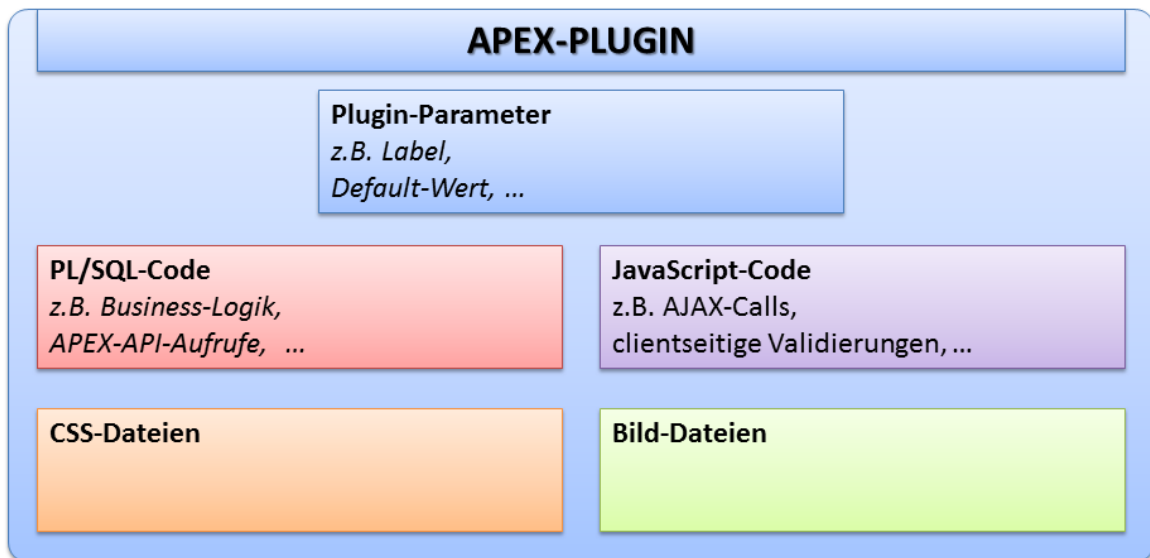 APEX-PLUGIN
Plugin-Parameter
z.B. Label,
Default-Wert, ...
PL/SQL-Code
z.B. Business-Logik,
APEX-API-Aufrufe, ...
JavaScript-Code
z.B. AJAX-Calls,
clientseitige Validierungen, ...
CSS-Dateien
Bild-Dateien